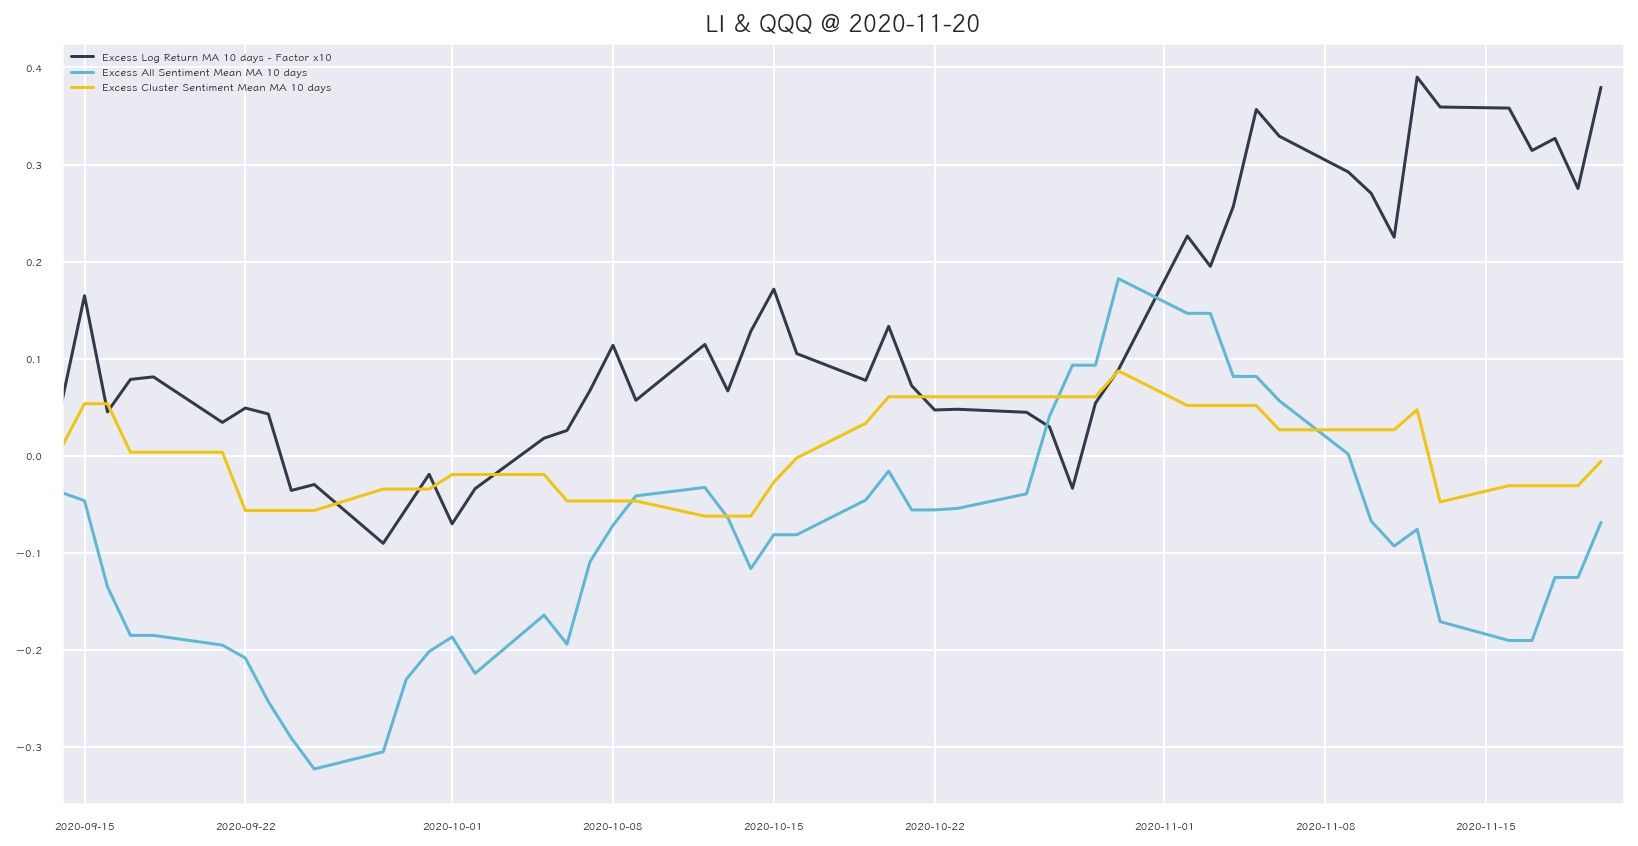 LI & QQQ @ 2020-11-20
Excess Log Return MA 10 days - Factor x10
Excess All Sentiment Mean MA 10 days
Excess Cluster Sentiment Mean MA 10 days
0.4
0.3
0.2
0.1
0.0
−0.1
−0.2
−0.3
2020-09-15 2020-09-22 2020-10-01 2020-10-08 2020-10-15 2020-10-22 2020-11-01 2020-11-08 2020-11-15